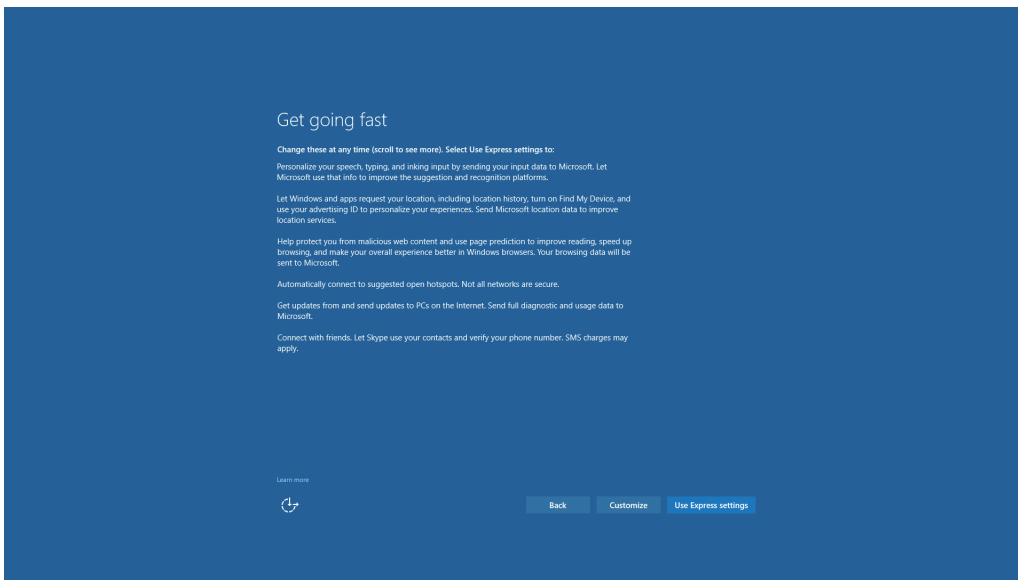 Get going fast
Change these at any time (scroll to see more). Select Use Express settings to:
Personalize your speech, typing, and inking input by sending your input data to Microsoft. Let
Microsoft use that info to improve the suggestion and recognition platforms.
Let Windows and apps request your location, including location history, turn on Find My Device, and
use your advertising ID to personalize your experiences. Send Microsoft location data to improve
location services.
Help protect you from malicious web content and use page prediction to improve reading, speed up
browsing, and make your overall experience better in Windows browsers. Your browsing data will be
sent to Microsoft.
Automatically connect to suggested open hotspots. Not all networks are secure.
Get updates from and send updates to PCs on the Internet. Send full diagnostic and usage data to
Microsoft.
Connect with friends. Let Skype use your contacts and verify your phone number. SMS charges may
apply.
Learn more
Back Customize Use Express settings